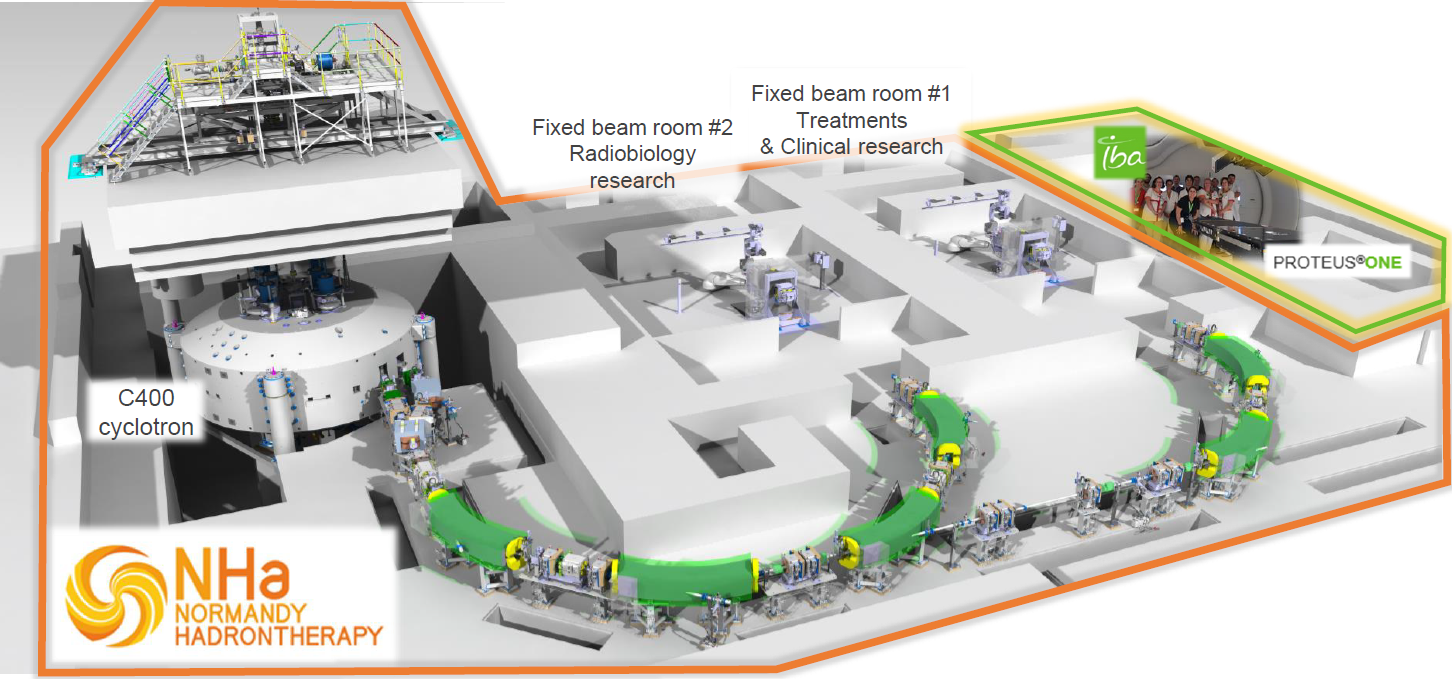 Fixed beam room #2
Radiobiology
research
Fixed beam room #1
Treatments
& Clinical research
iba
PROTEUS®ONE
C400
cyclotron
NHa
NORMANDY
HADRONTHERAPY